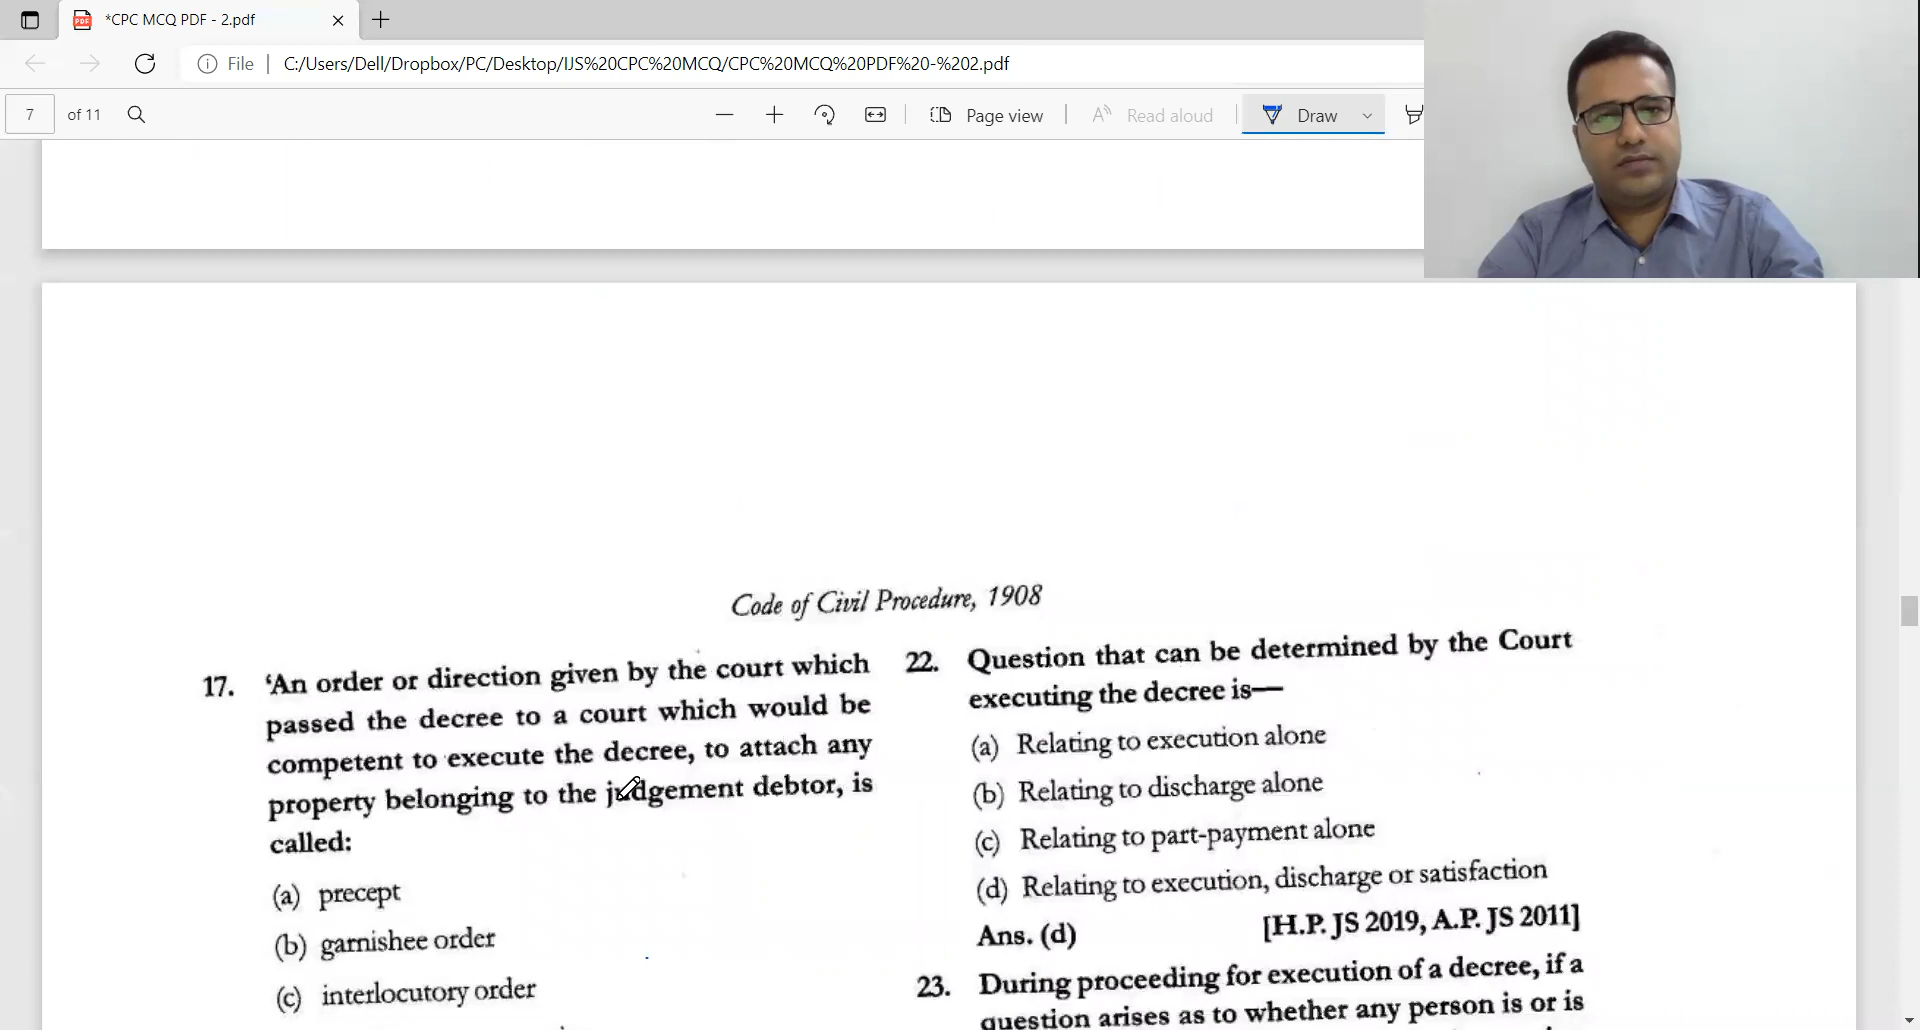 *CPC MCQ PDF - 2.pdf
File
C:/Users/Dell/Dropbox/PC/Desktop/IJS%20CPC%20MCQ/CPC%20MCQ%20PDF%20-%202.pdf
7 of 11
Page view
Read aloud
Draw
Code of Civil Procedure, 1908
17. 'An order or direction given by the court which
passed the decree to a court which would be
competent to execute the decree, to attach any
property belonging to the judgement debtor, is
called:
(a) precept
(b) garnishee order
(c) interlocutory order
22. Question that can be determined by the Court
executing the decree is—
(a) Relating to execution alone
(b) Relating to discharge alone
(c) Relating to part-payment alone
(d) Relating to execution, discharge or satisfaction
Ans. (d) [H.P. JS 2019, A.P. JS 2011]
23. During proceeding for execution of a decree, if a
question arises as to whether any person is or is